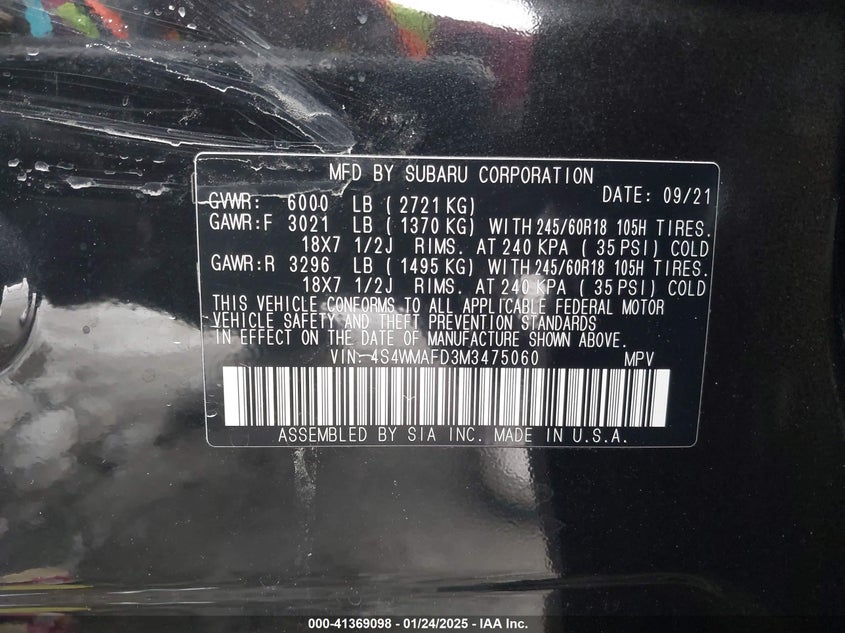 MFD BY SUBARU CORPORATION
DATE: 09/21
GVWR: 6000 LB ( 2721 KG)
GAWR:F 3021 LB ( 1370 KG) WITH 245/60R18 105H TIRES.
18X7 1/2J RIMS. AT 240 KPA ( 35 PSI) COLD
GAWR:R 3296 LB ( 1495 KG) WITH 245/60R18 105H TIRES.
18X7 1/2J RIMS. AT 240 KPA ( 35 PSI) COLD
THIS VEHICLE CONFORMS TO ALL APPLICABLE FEDERAL MOTOR
VEHICLE SAFETY AND THEFT PREVENTION STANDARDS
IN EFFECT ON THE DATE OF MANUFACTURE SHOWN ABOVE.
VIN: 4S4WMAFD3M3475060 MPV
ASSEMBLED BY SIA INC. MADE IN U.S.A.
000-41369098 - 01/24/2025 - IAA Inc.